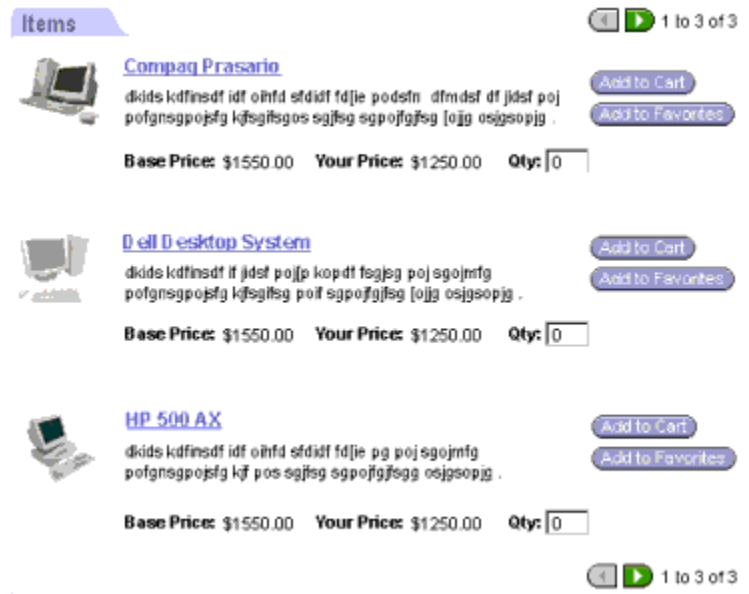 Items
1 to 3 of 3
Compaq Prasario
Add to Cart
dkids kdfinsdf idf oihfd sfdidf fd[ie podsfn dfmdsf df jidsf poj
pofgnsgpojsfg kjfsgifsgos sgjfsg sgpojfgjfsg [ojjg osjgsopjg .
Add to Favorites
Base Price: $1550.00 Your Price: $1250.00 Qty: 0
Dell Desktop System
Add to Cart
dkids kdfinsdf if jidsf poj[p kopdf fsgjsg poj sgojmfg
pofgnsgpojsfg kjfsgifsg poif sgpojfgjfsg [ojjg osjgsopjg .
Add to Favorites
Base Price: $1550.00 Your Price: $1250.00 Qty: 0
HP 500 AX
Add to Cart
dkids kdfinsdf idf oihfd sfdidf fd[ie pg poj sgojmfg
pofgnsgpojsfg kjf pos sgjfsg sgpojfgjfsgg osjgsopjg .
Add to Favorites
Base Price: $1550.00 Your Price: $1250.00 Qty: 0
1 to 3 of 3